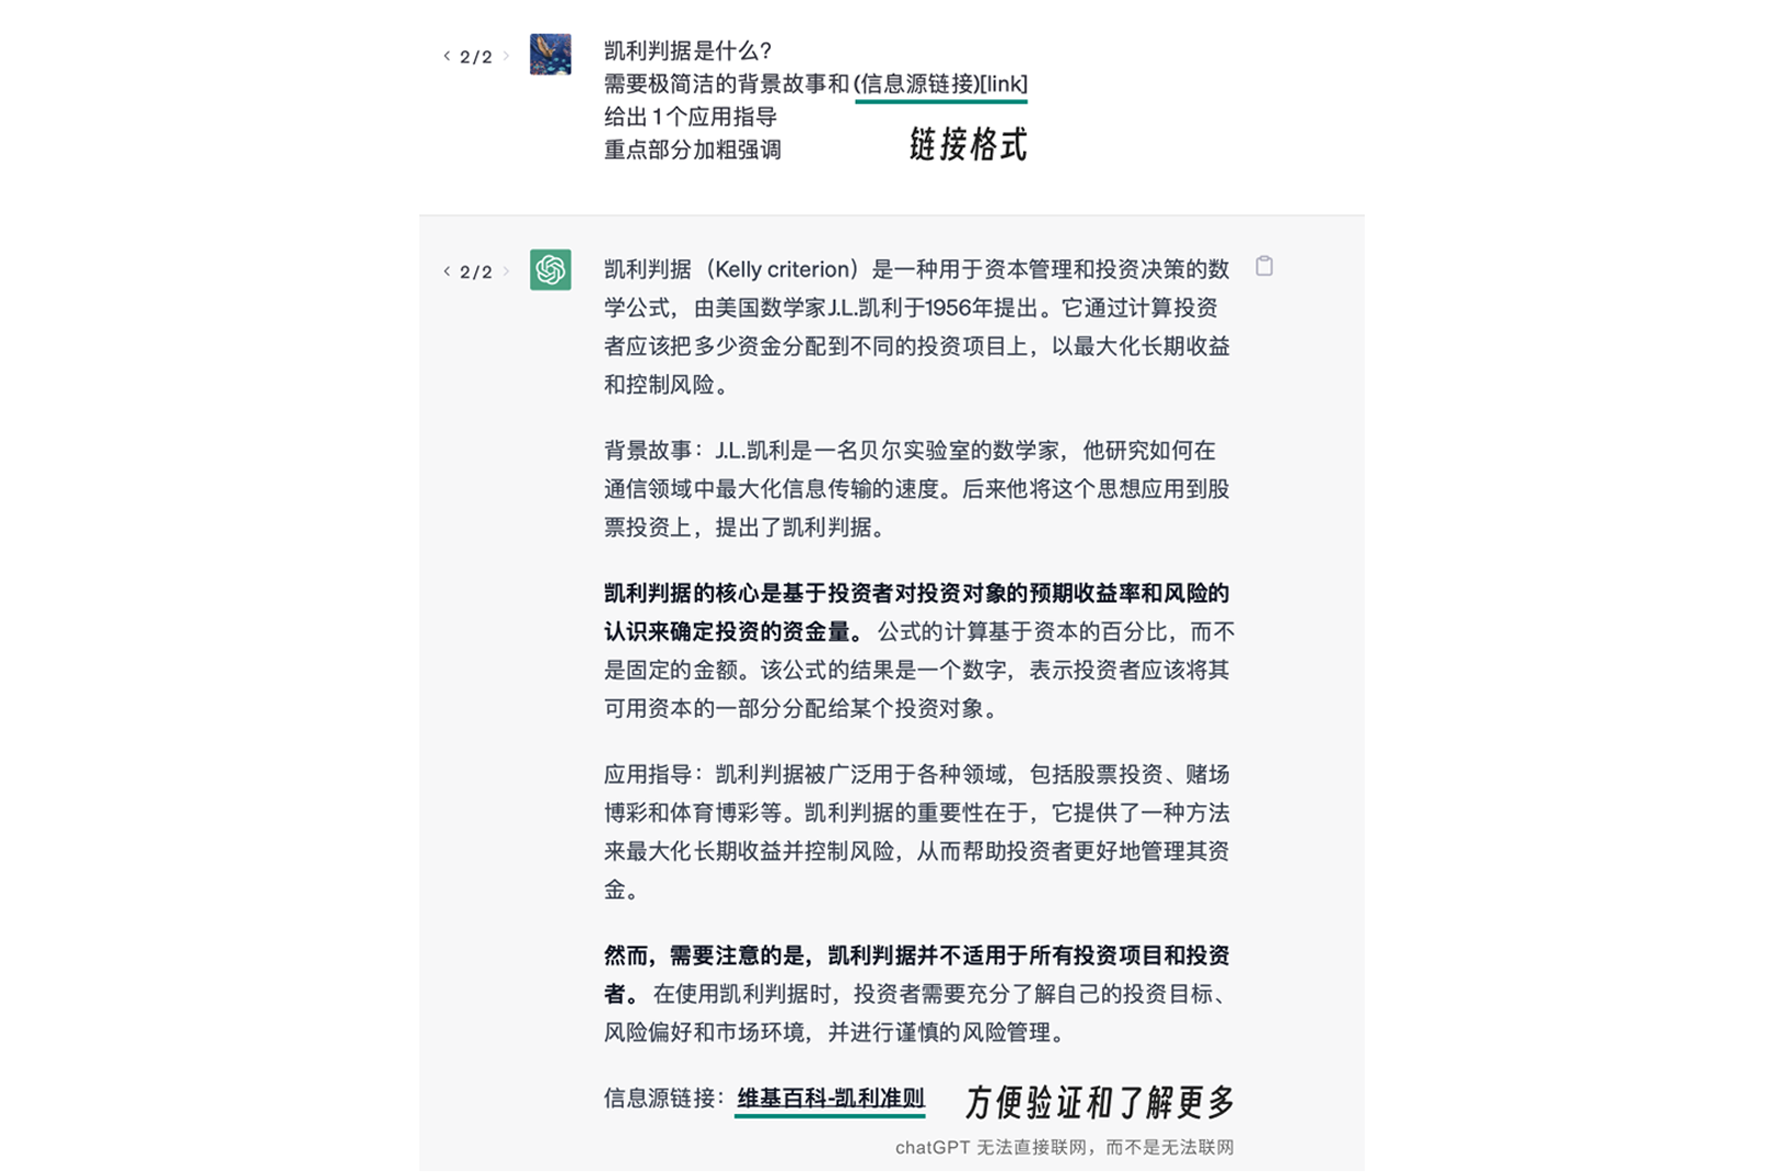 < 2/2 >
凯利判据是什么?
需要极简洁的背景故事和(信息源链接)[link]
给出1个应用指导
重点部分加粗强调
链接格式
< 2/2 >
凯利判据（Kelly criterion）是一种用于资本管理和投资决策的数
学公式，由美国数学家J.L.凯利于1956年提出。它通过计算投资
者应该把多少资金分配到不同的投资项目上，以最大化长期收益
和控制风险。
背景故事：J.L.凯利是一名贝尔实验室的数学家，他研究如何在
通信领域中最大化信息传输的速度。后来他将这个思想应用到股
票投资上，提出了凯利判据。
凯利判据的核心是基于投资者对投资对象的预期收益率和风险的
认识来确定投资的资金量。公式的计算基于资本的百分比，而不
是固定的金额。该公式的结果是一个数字，表示投资者应该将其
可用资本的一部分分配给某个投资对象。
应用指导：凯利判据被广泛用于各种领域，包括股票投资、赌场
博彩和体育博彩等。凯利判据的重要性在于，它提供了一种方法
来最大化长期收益并控制风险，从而帮助投资者更好地管理其资
金。
然而，需要注意的是，凯利判据并不适用于所有投资项目和投资
者。在使用凯利判据时，投资者需要充分了解自己的投资目标、
风险偏好和市场环境，并进行谨慎的风险管理。
信息源链接：维基百科-凯利准则
方便验证和了解更多
chatGPT 无法直接联网，而不是无法联网